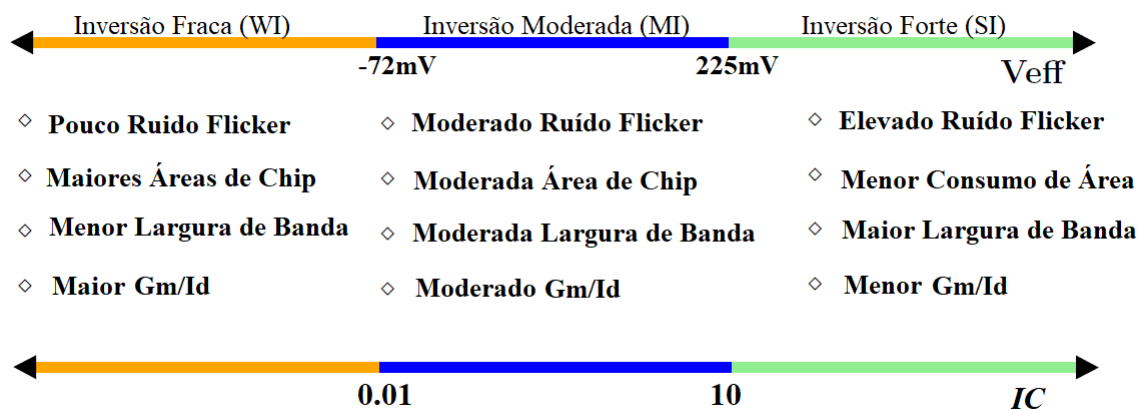 Inversão Fraca (WI)
Inversão Moderada (MI)
Inversão Forte (SI)
-72mV
225mV
Veff
Pouco Ruido Flicker
Maiores Áreas de Chip
Menor Largura de Banda
Maior Gm/Id
Moderado Ruído Flicker
Moderada Área de Chip
Moderada Largura de Banda
Moderado Gm/Id
Elevado Ruído Flicker
Menor Consumo de Área
Maior Largura de Banda
Menor Gm/Id
0.01
10
IC